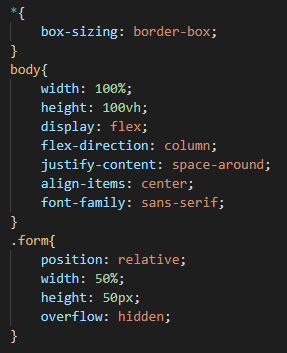 *{
    box-sizing: border-box;
}
body{
    width: 100%;
    height: 100vh;
    display: flex;
    flex-direction: column;
    justify-content: space-around;
    align-items: center;
    font-family: sans-serif;
}
.form{
    position: relative;
    width: 50%;
    height: 50px;
    overflow: hidden;
}